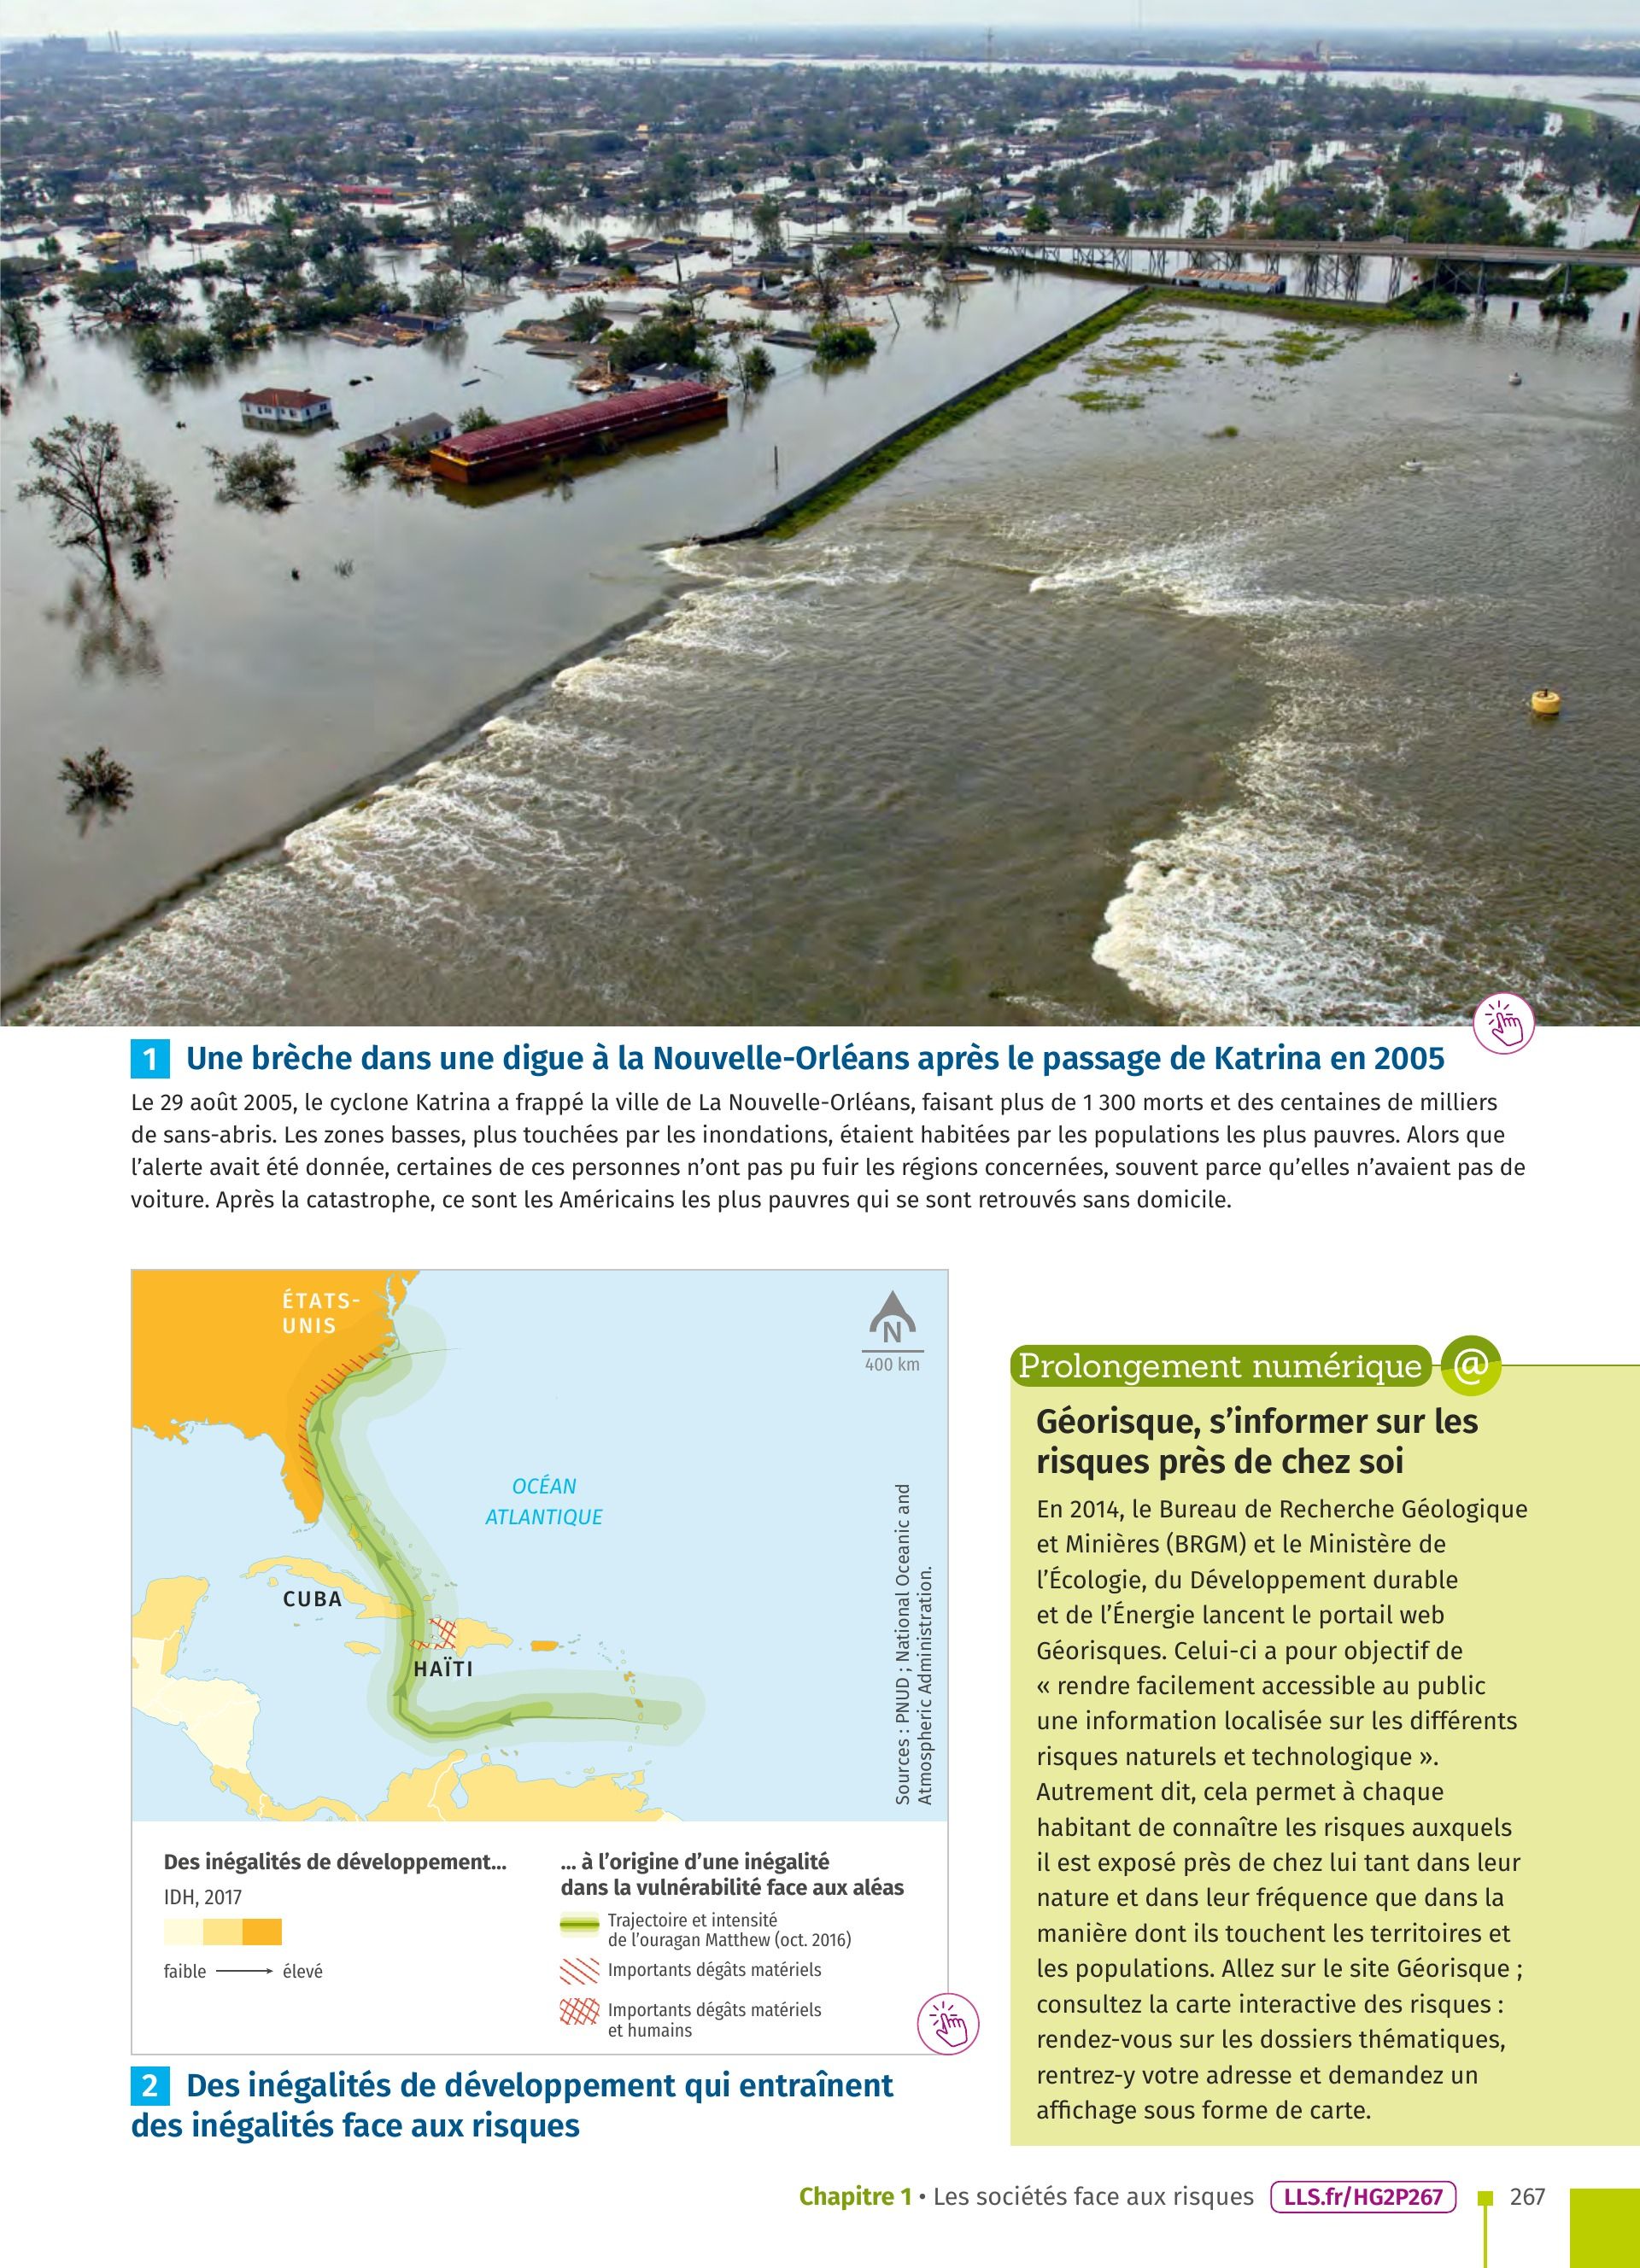 1 Une brèche dans une digue à la Nouvelle-Orléans après le passage de Katrina en 2005
Le 29 août 2005, le cyclone Katrina a frappé la ville de La Nouvelle-Orléans, faisant plus de 1 300 morts et des centaines de milliers
de sans-abris. Les zones basses, plus touchées par les inondations, étaient habitées par les populations les plus pauvres. Alors que
l’alerte avait été donnée, certaines de ces personnes n’ont pas pu fuir les régions concernées, souvent parce qu’elles n’avaient pas de
voiture. Après la catastrophe, ce sont les Américains les plus pauvres qui se sont retrouvés sans domicile.
ÉTATS-
UNIS
N
400 km
OCÉAN
ATLANTIQUE
CUBA
HAÏTI
Sources : PNUD ; National Oceanic and
Atmospheric Administration.
Des inégalités de développement...
IDH, 2017
faible élevé
... à l’origine d’une inégalité
dans la vulnérabilité face aux aléas
Trajectoire et intensité
de l’ouragan Matthew (oct. 2016)
Importants dégâts matériels
Importants dégâts matériels
et humains
2 Des inégalités de développement qui entraînent
des inégalités face aux risques
Prolongement numérique @
Géorisque, s’informer sur les
risques près de chez soi
En 2014, le Bureau de Recherche Géologique
et Minières (BRGM) et le Ministère de
l’Écologie, du Développement durable
et de l’Énergie lancent le portail web
Géorisques. Celui-ci a pour objectif de
« rendre facilement accessible au public
une information localisée sur les différents
risques naturels et technologique ».
Autrement dit, cela permet à chaque
habitant de connaître les risques auxquels
il est exposé près de chez lui tant dans leur
nature et dans leur fréquence que dans la
manière dont ils touchent les territoires et
les populations. Allez sur le site Géorisque ;
consultez la carte interactive des risques :
rendez-vous sur les dossiers thématiques,
rentrez-y votre adresse et demandez un
affichage sous forme de carte.
Chapitre 1 • Les sociétés face aux risques LLS.fr/HG2P267 267